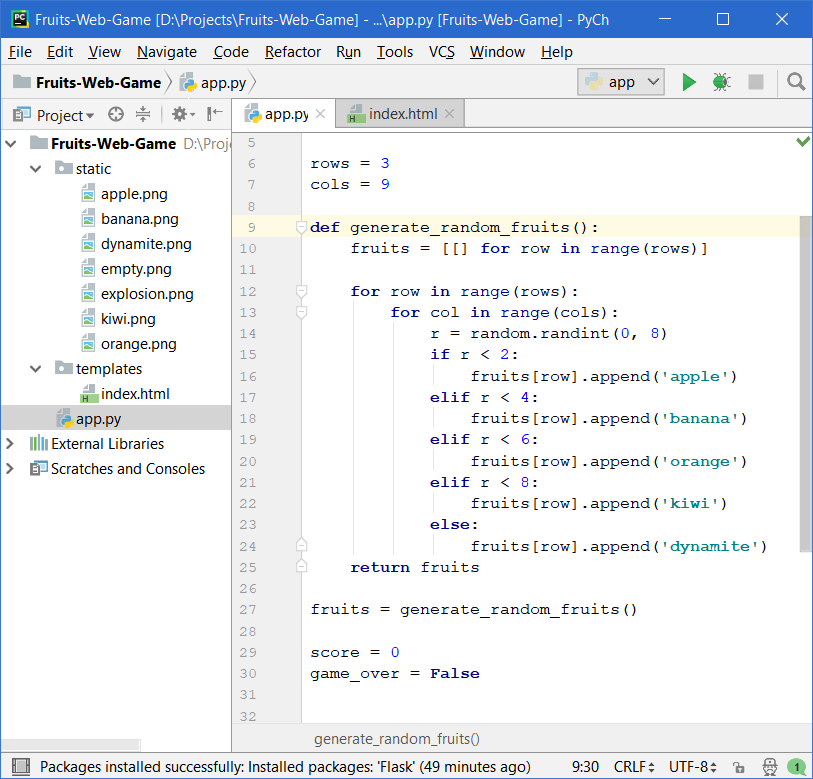 Fruits-Web-Game [D:\Projects\Fruits-Web-Game] - ...\app.py [Fruits-Web-Game] - PyCh
File Edit View Navigate Code Refactor Run Tools VCS Window Help
Fruits-Web-Game app.py app
Project app.py index.html
Fruits-Web-Game D:\Proj
static
apple.png
banana.png
dynamite.png
empty.png
explosion.png
kiwi.png
orange.png
templates
index.html
app.py
External Libraries
Scratches and Consoles
5
6 rows = 3
7 cols = 9
8
9 def generate_random_fruits():
10     fruits = [[] for row in range(rows)]
11
12     for row in range(rows):
13         for col in range(cols):
14             r = random.randint(0, 8)
15             if r < 2:
16                 fruits[row].append('apple')
17             elif r < 4:
18                 fruits[row].append('banana')
19             elif r < 6:
20                 fruits[row].append('orange')
21             elif r < 8:
22                 fruits[row].append('kiwi')
23             else:
24                 fruits[row].append('dynamite')
25     return fruits
26
27 fruits = generate_random_fruits()
28
29 score = 0
30 game_over = False
31
32
generate_random_fruits()
Packages installed successfully: Installed packages: 'Flask' (49 minutes ago) 9:30 CRLF UTF-8 1